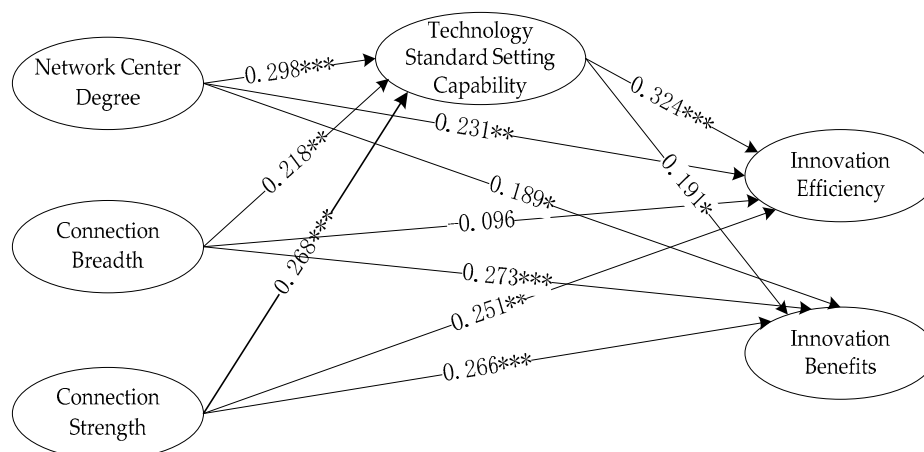 Technology
Standard Setting
Capability
Network Center
Degree
0.298***
0.324***
0.231**
0.218**
Innovation
Efficiency
0.191*
0.189*
Connection
Breadth
-0.096
0.268***
0.273***
0.251**
Innovation
Benefits
0.266***
Connection
Strength